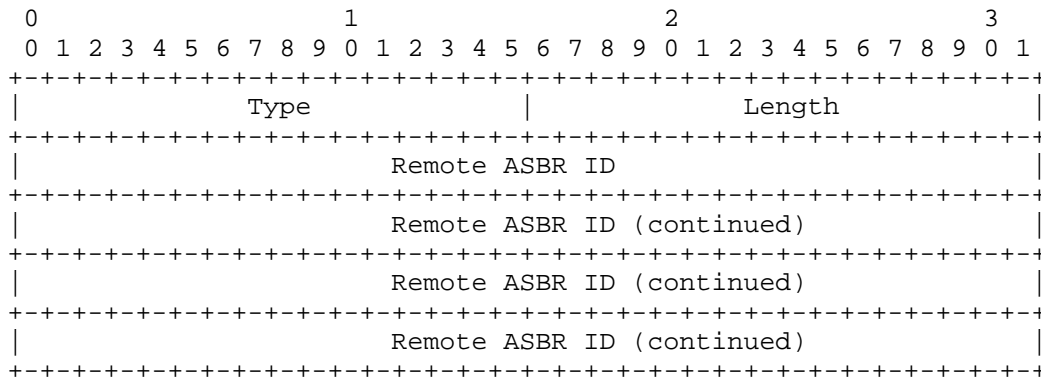 0                   1                   2                   3
 0 1 2 3 4 5 6 7 8 9 0 1 2 3 4 5 6 7 8 9 0 1 2 3 4 5 6 7 8 9 0 1
+-+-+-+-+-+-+-+-+-+-+-+-+-+-+-+-+-+-+-+-+-+-+-+-+-+-+-+-+-+-+-+-+
|              Type             |             Length            |
+-+-+-+-+-+-+-+-+-+-+-+-+-+-+-+-+-+-+-+-+-+-+-+-+-+-+-+-+-+-+-+-+
|                       Remote ASBR ID                          |
+-+-+-+-+-+-+-+-+-+-+-+-+-+-+-+-+-+-+-+-+-+-+-+-+-+-+-+-+-+-+-+-+
|                       Remote ASBR ID (continued)              |
+-+-+-+-+-+-+-+-+-+-+-+-+-+-+-+-+-+-+-+-+-+-+-+-+-+-+-+-+-+-+-+-+
|                       Remote ASBR ID (continued)              |
+-+-+-+-+-+-+-+-+-+-+-+-+-+-+-+-+-+-+-+-+-+-+-+-+-+-+-+-+-+-+-+-+
|                       Remote ASBR ID (continued)              |
+-+-+-+-+-+-+-+-+-+-+-+-+-+-+-+-+-+-+-+-+-+-+-+-+-+-+-+-+-+-+-+-+